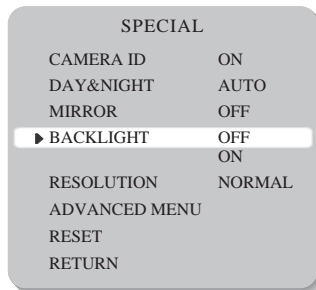 SPECIAL
CAMERA ID ON
DAY&NIGHT AUTO
MIRROR OFF
BACKLIGHT OFF
ON
RESOLUTION NORMAL
ADVANCED MENU
RESET
RETURN